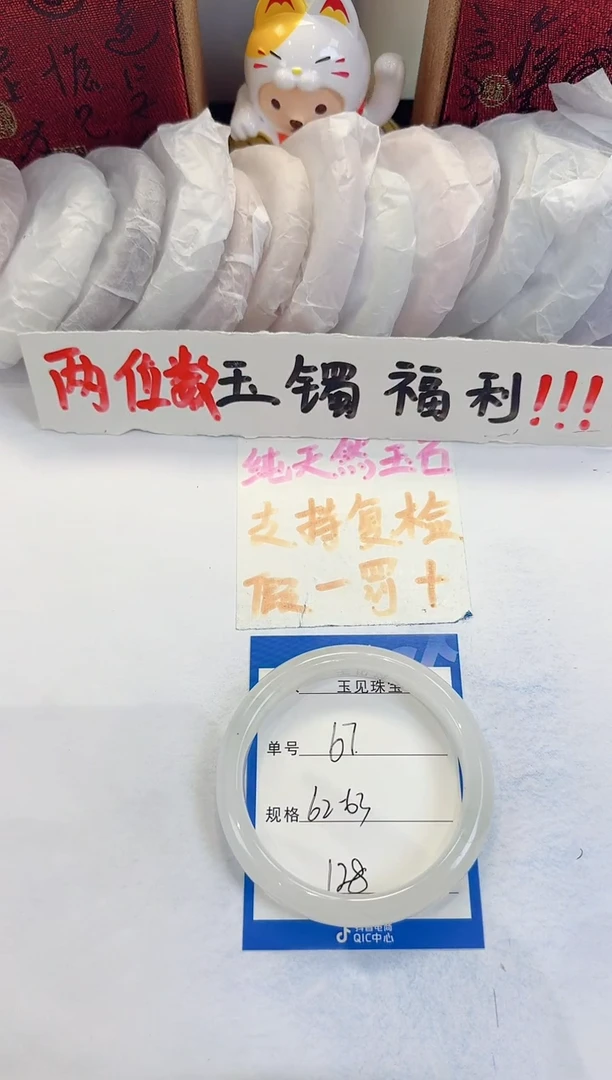 两位数玉镯福利!!!
纯天然玉石
支持复检
假一罚十
玉见珠宝
单号 67
规格 62-63
128
抖音电商
QIC中心